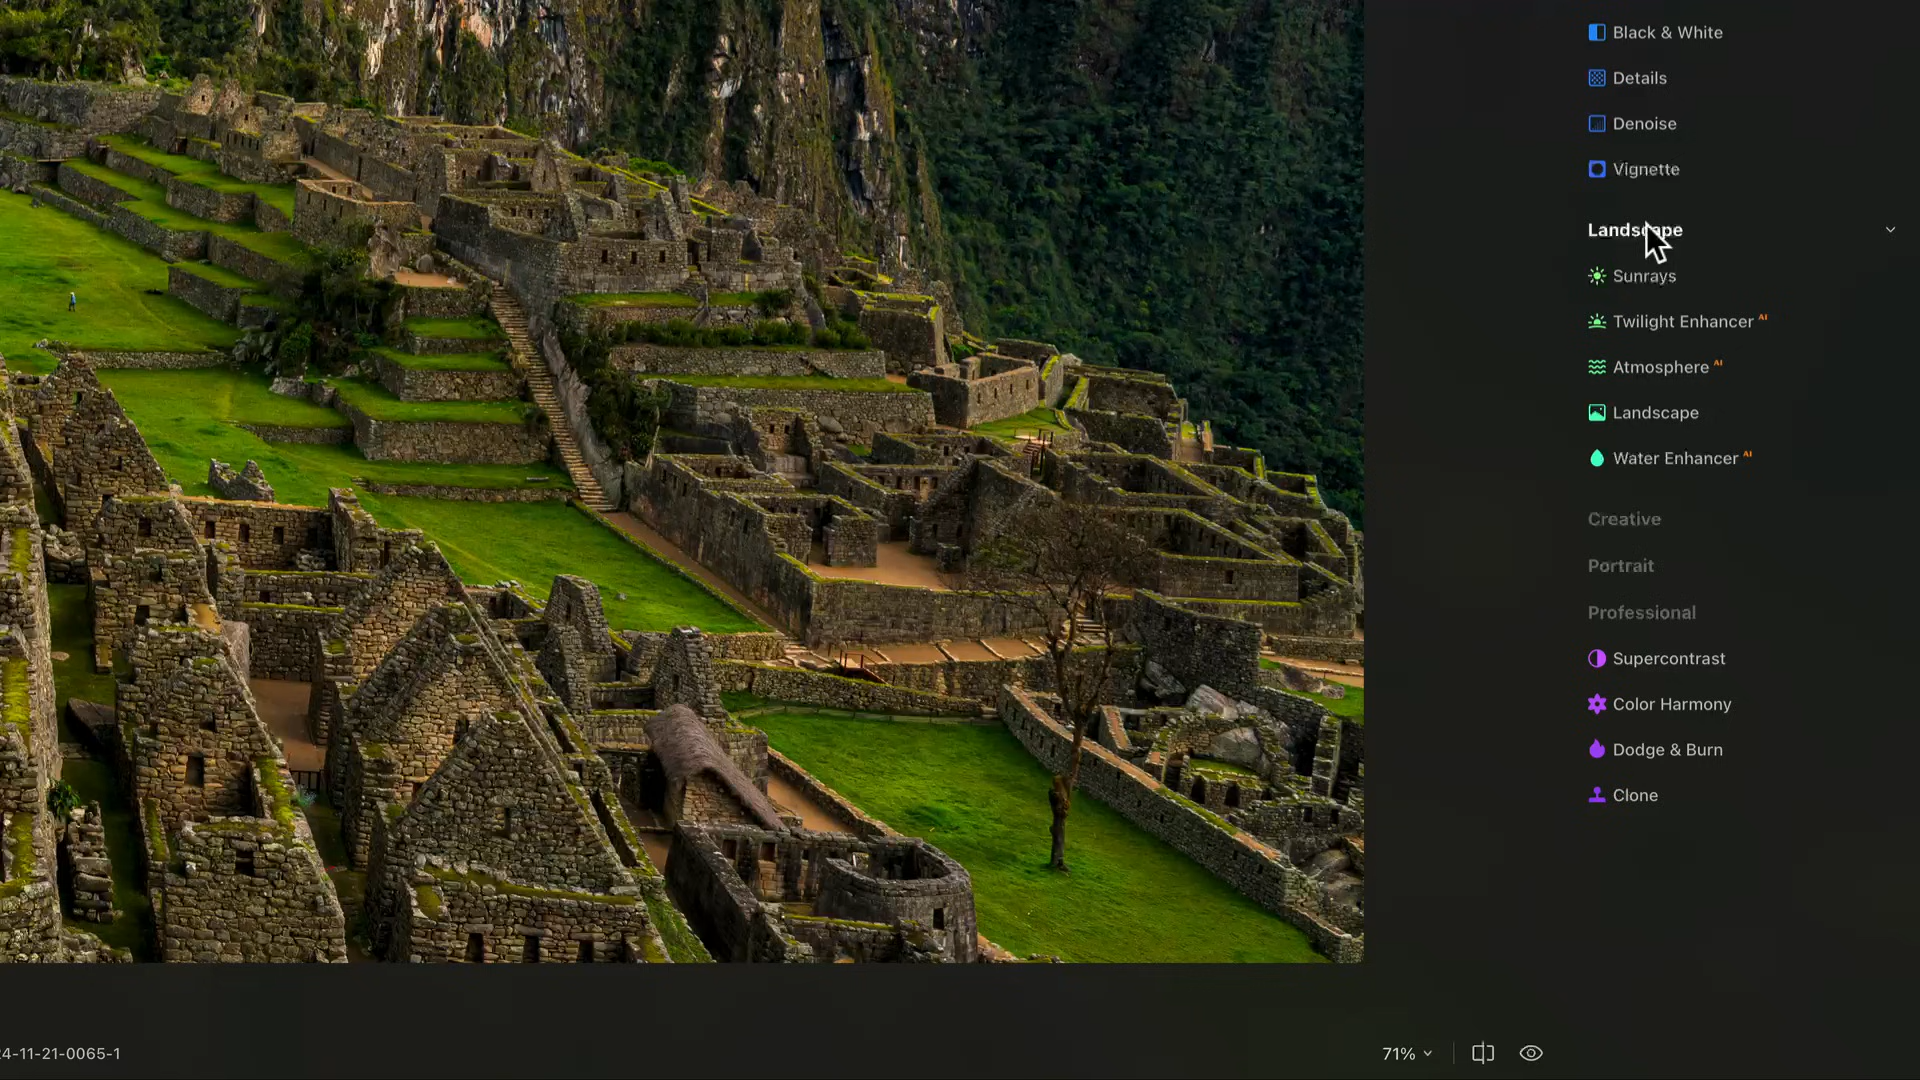 Black & White
Details
Denoise
Vignette
Landscape
Sunrays
Twilight Enhancer AI
Atmosphere AI
Landscape
Water Enhancer AI
Creative
Portrait
Professional
Supercontrast
Color Harmony
Dodge & Burn
Clone
4-11-21-0065-1
71%